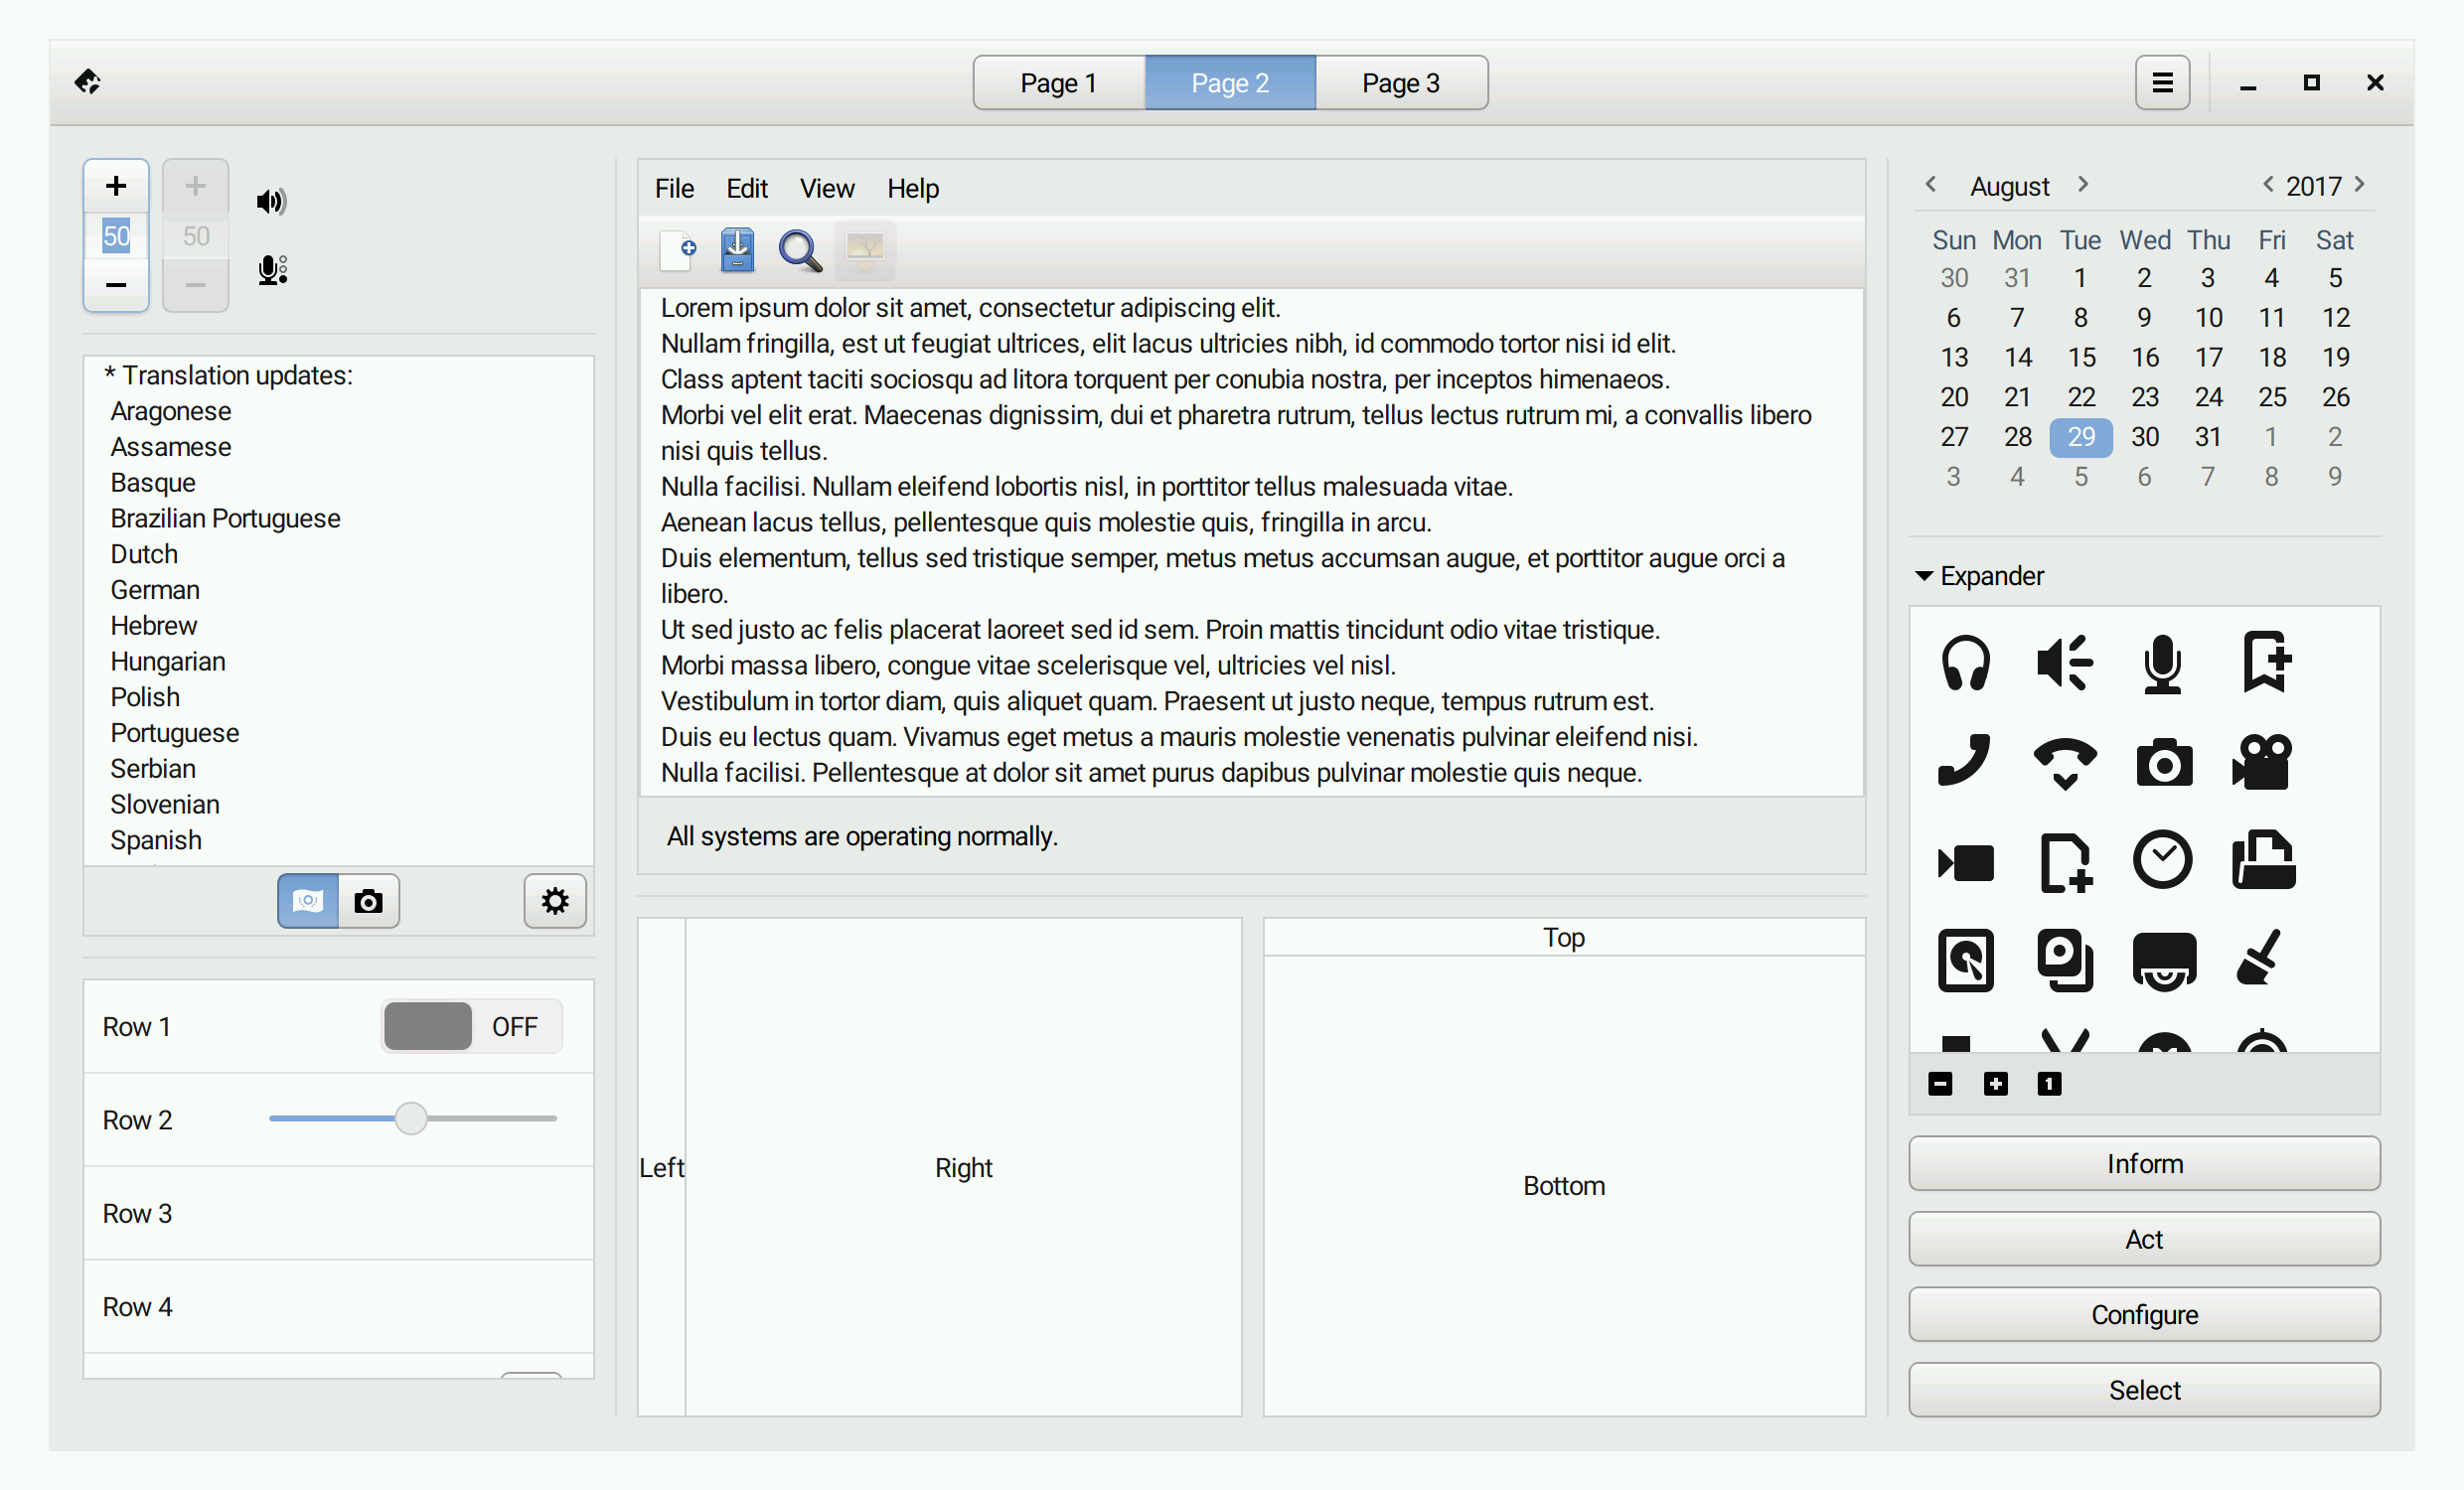 Page 1 Page 2 Page 3
50 50
* Translation updates:
Aragonese
Assamese
Basque
Brazilian Portuguese
Dutch
German
Hebrew
Hungarian
Polish
Portuguese
Serbian
Slovenian
Spanish
Row 1 OFF
Row 2
Row 3
Row 4
File Edit View Help
Lorem ipsum dolor sit amet, consectetur adipiscing elit.
Nullam fringilla, est ut feugiat ultrices, elit lacus ultricies nibh, id commodo tortor nisi id elit.
Class aptent taciti sociosqu ad litora torquent per conubia nostra, per inceptos himenaeos.
Morbi vel elit erat. Maecenas dignissim, dui et pharetra rutrum, tellus lectus rutrum mi, a convallis libero
nisi quis tellus.
Nulla facilisi. Nullam eleifend lobortis nisl, in porttitor tellus malesuada vitae.
Aenean lacus tellus, pellentesque quis molestie quis, fringilla in arcu.
Duis elementum, tellus sed tristique semper, metus metus accumsan augue, et porttitor augue orci a
libero.
Ut sed justo ac felis placerat laoreet sed id sem. Proin mattis tincidunt odio vitae tristique.
Morbi massa libero, congue vitae scelerisque vel, ultricies vel nisl.
Vestibulum in tortor diam, quis aliquet quam. Praesent ut justo neque, tempus rutrum est.
Duis eu lectus quam. Vivamus eget metus a mauris molestie venenatis pulvinar eleifend nisi.
Nulla facilisi. Pellentesque at dolor sit amet purus dapibus pulvinar molestie quis neque.
All systems are operating normally.
Left Right
Top
Bottom
August 2017
Sun Mon Tue Wed Thu Fri Sat
30 31 1 2 3 4 5
6 7 8 9 10 11 12
13 14 15 16 17 18 19
20 21 22 23 24 25 26
27 28 29 30 31 1 2
3 4 5 6 7 8 9
Expander
1
Inform
Act
Configure
Select